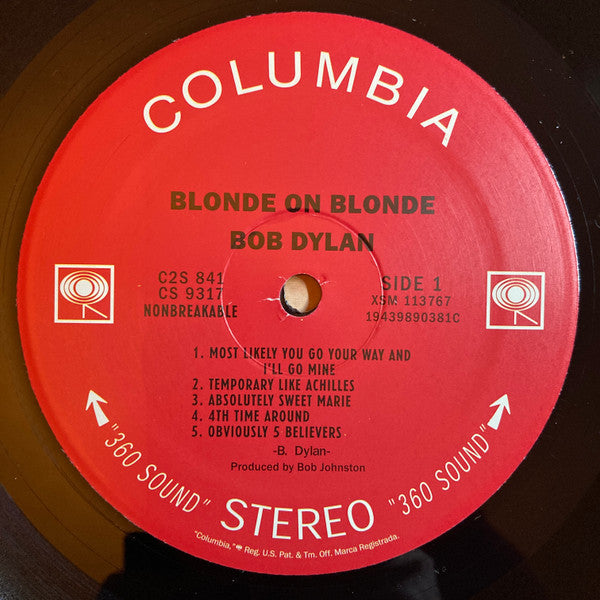 COLUMBIA
BLONDE ON BLONDE
BOB DYLAN
C2S 841
CS 9317
NONBREAKABLE
SIDE 1
XSM 113767
19439890381C
1. MOST LIKELY YOU GO YOUR WAY AND
I'LL GO MINE
2. TEMPORARY LIKE ACHILLES
3. ABSOLUTELY SWEET MARIE
4. 4TH TIME AROUND
5. OBVIOUSLY 5 BELIEVERS
-B. Dylan-
Produced by Bob Johnston
"360 SOUND" STEREO "360 SOUND"
"Columbia," Reg. U.S. Pat. & Tm. Off. Marca Registrada.